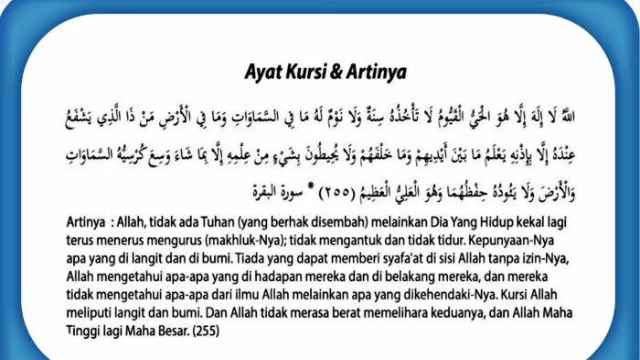 Ayat Kursi & Artinya
اللَّهُ لَا إِلَهَ إِلَّا هُوَ الْحَيُّ الْقَيُّومُ لَا تَأْخُذُهُ سِنَةٌ وَلَا نَوْمٌ لَهُ مَا فِي السَّمَاوَاتِ وَمَا فِي الْأَرْضِ مَنْ ذَا الَّذِي يَشْفَعُ
عِنْدَهُ إِلَّا بِإِذْنِهِ يَعْلَمُ مَا بَيْنَ أَيْدِيهِمْ وَمَا خَلْفَهُمْ وَلَا يُحِيطُونَ بِشَيْءٍ مِنْ عِلْمِهِ إِلَّا بِمَا شَاءَ وَسِعَ كُرْسِيُّهُ السَّمَاوَاتِ
وَالْأَرْضَ وَلَا يَئُودُهُ حِفْظُهُمَا وَهُوَ الْعَلِيُّ الْعَظِيمُ (٢٥٥) * سورة البقرة
Artinya : Allah, tidak ada Tuhan (yang berhak disembah) melainkan Dia Yang Hidup kekal lagi
terus menerus mengurus (makhluk-Nya); tidak mengantuk dan tidak tidur. Kepunyaan-Nya
apa yang di langit dan di bumi. Tiada yang dapat memberi syafa'at di sisi Allah tanpa izin-Nya,
Allah mengetahui apa-apa yang di hadapan mereka dan di belakang mereka, dan mereka
tidak mengetahui apa-apa dari ilmu Allah melainkan apa yang dikehendaki-Nya. Kursi Allah
meliputi langit dan bumi. Dan Allah tidak merasa berat memelihara keduanya, dan Allah Maha
Tinggi lagi Maha Besar. (255)